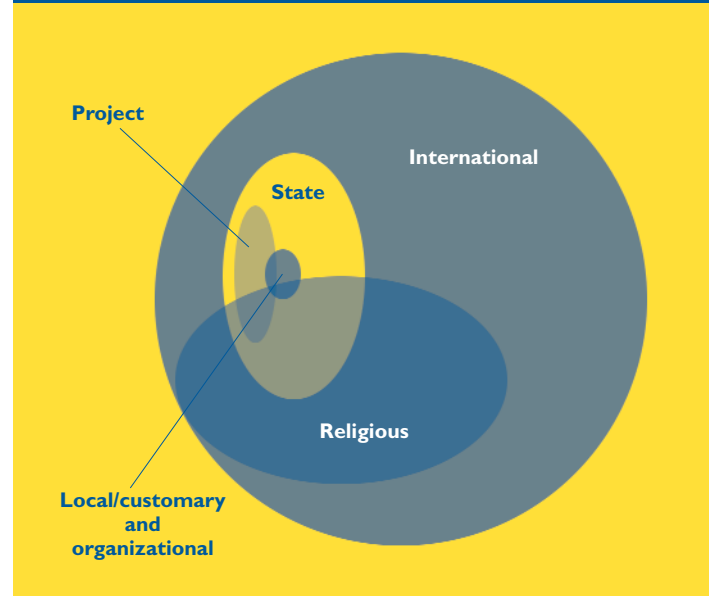 Project
International
State
Religious
Local/customary
and
organizational